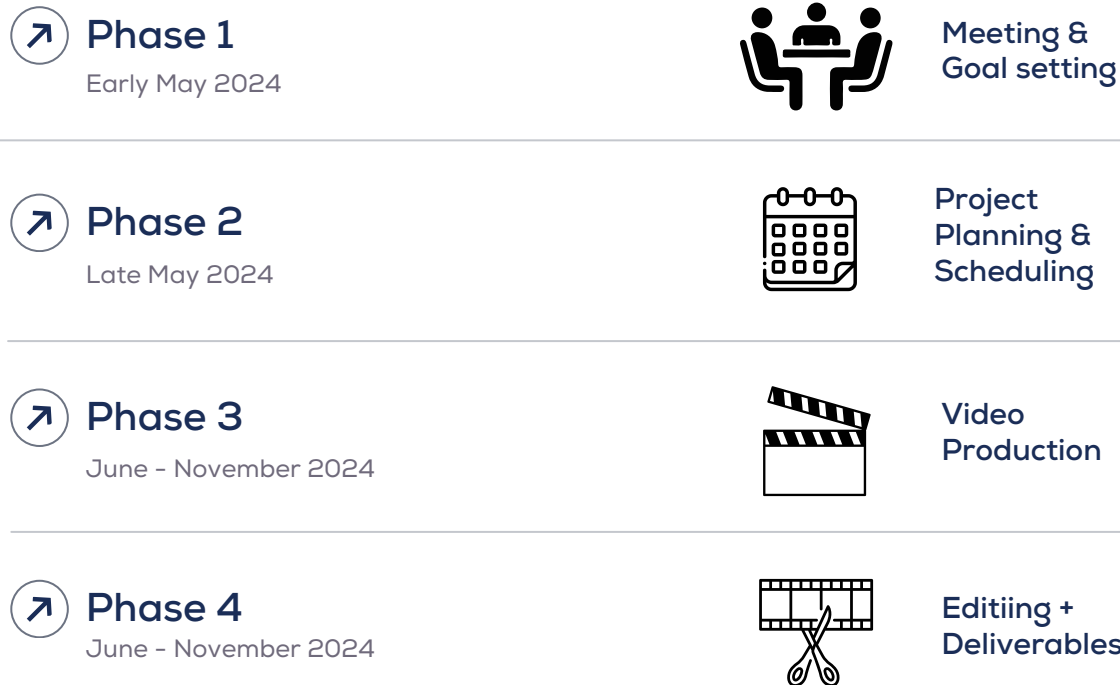 Phase 1
Early May 2024
Meeting &
Goal setting
Phase 2
Late May 2024
Project
Planning &
Scheduling
Phase 3
June - November 2024
Video
Production
Phase 4
June - November 2024
Editiing +
Deliverables